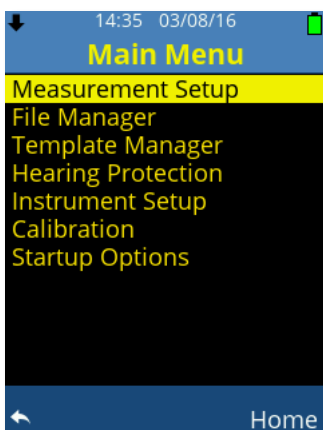 14:35 03/08/16
Main Menu
Measurement Setup
File Manager
Template Manager
Hearing Protection
Instrument Setup
Calibration
Startup Options
Home